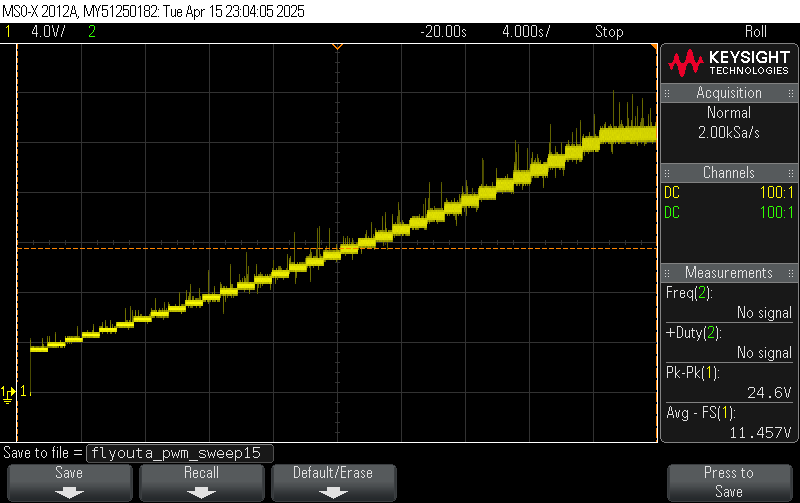 MSO-X 2012A, MY51250182: Tue Apr 15 23:04:05 2025
1 4.0V/ 2 -20.00s 4.000s/ Stop Roll
KEYSIGHT
TECHNOLOGIES
Acquisition
Normal
2.00kSa/s
Channels
DC 100:1
DC 100:1
Measurements
Freq(2):
No signal
+Duty(2):
No signal
Pk-Pk(1):
24.6V
Avg - FS(1):
11.457V
1 1
Save to file = flyouta_pwm_sweep15
Save Recall Default/Erase Press to
Save